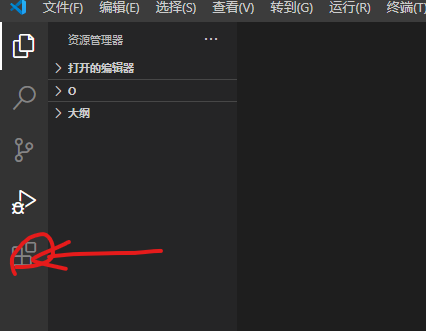 文件(F) 编辑(E) 选择(S) 查看(V) 转到(G) 运行(R) 终端(T)
资源管理器 ···
打开的编辑器
O
大纲